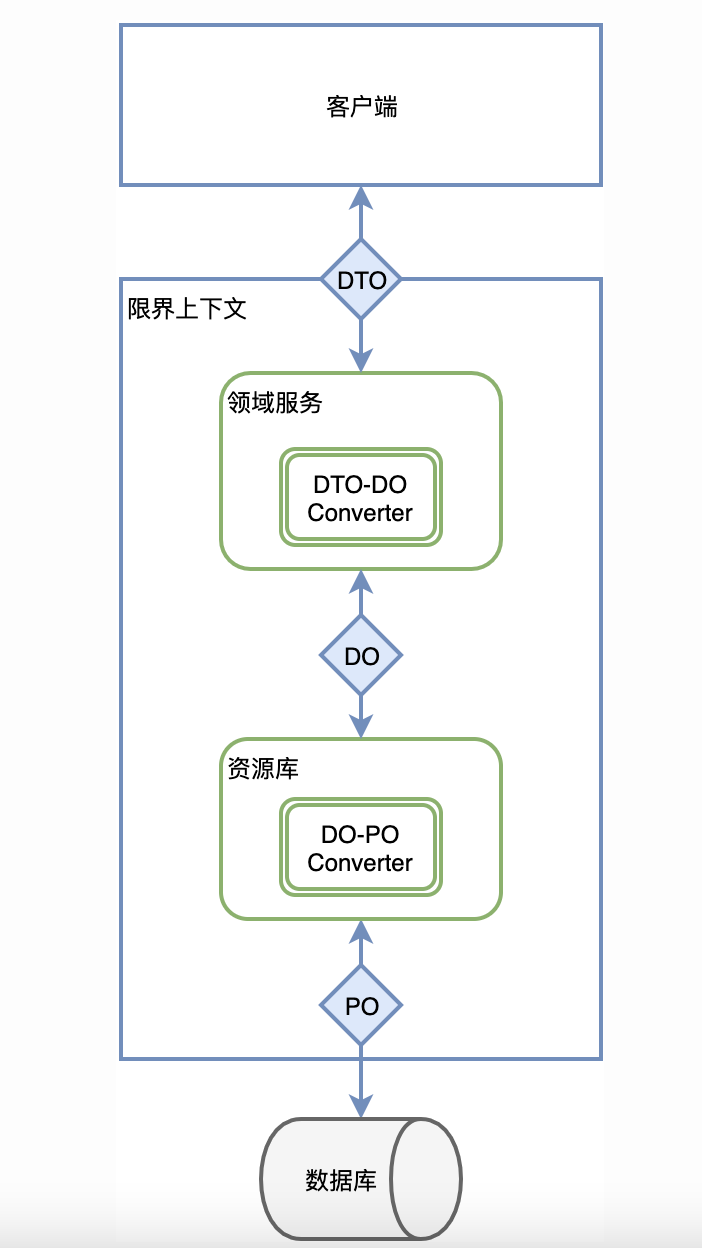 客户端
DTO
限界上下文
领域服务
DTO-DO
Converter
DO
资源库
DO-PO
Converter
PO
数据库